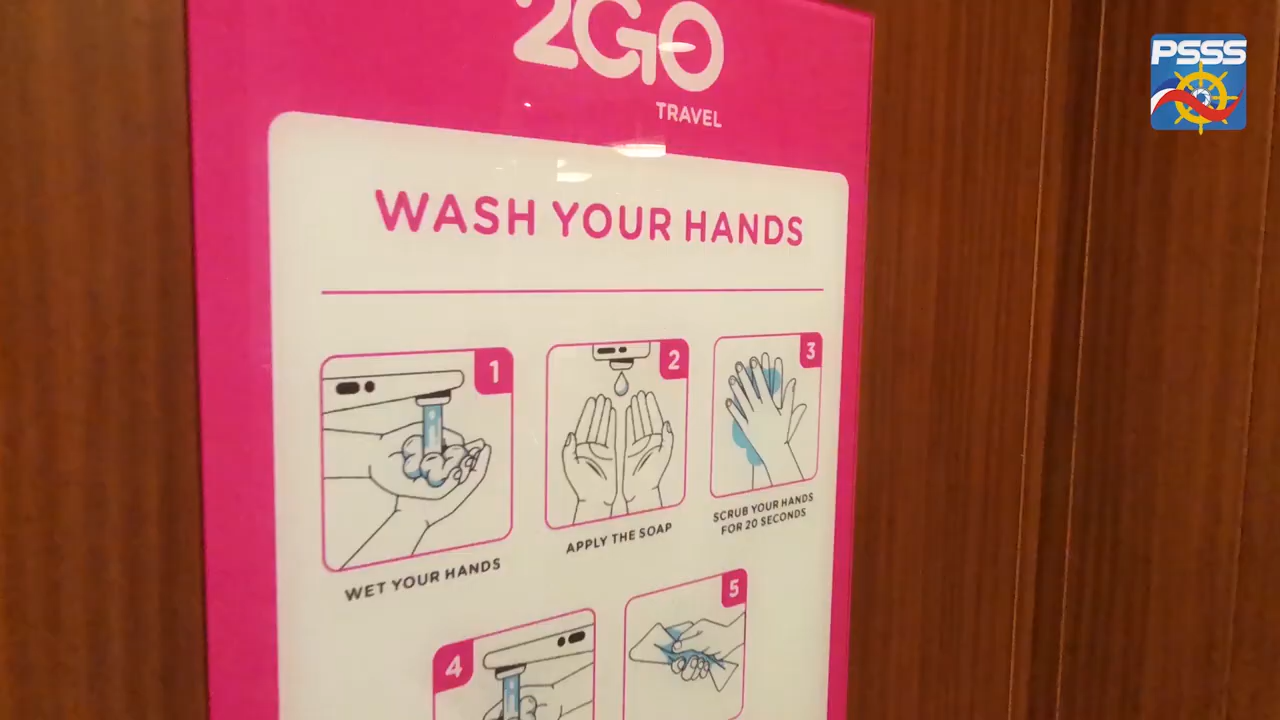 2GO
TRAVEL
PSSS
WASH YOUR HANDS
1
2
3
WET YOUR HANDS
APPLY THE SOAP
SCRUB YOUR HANDS
FOR 20 SECONDS
4
5